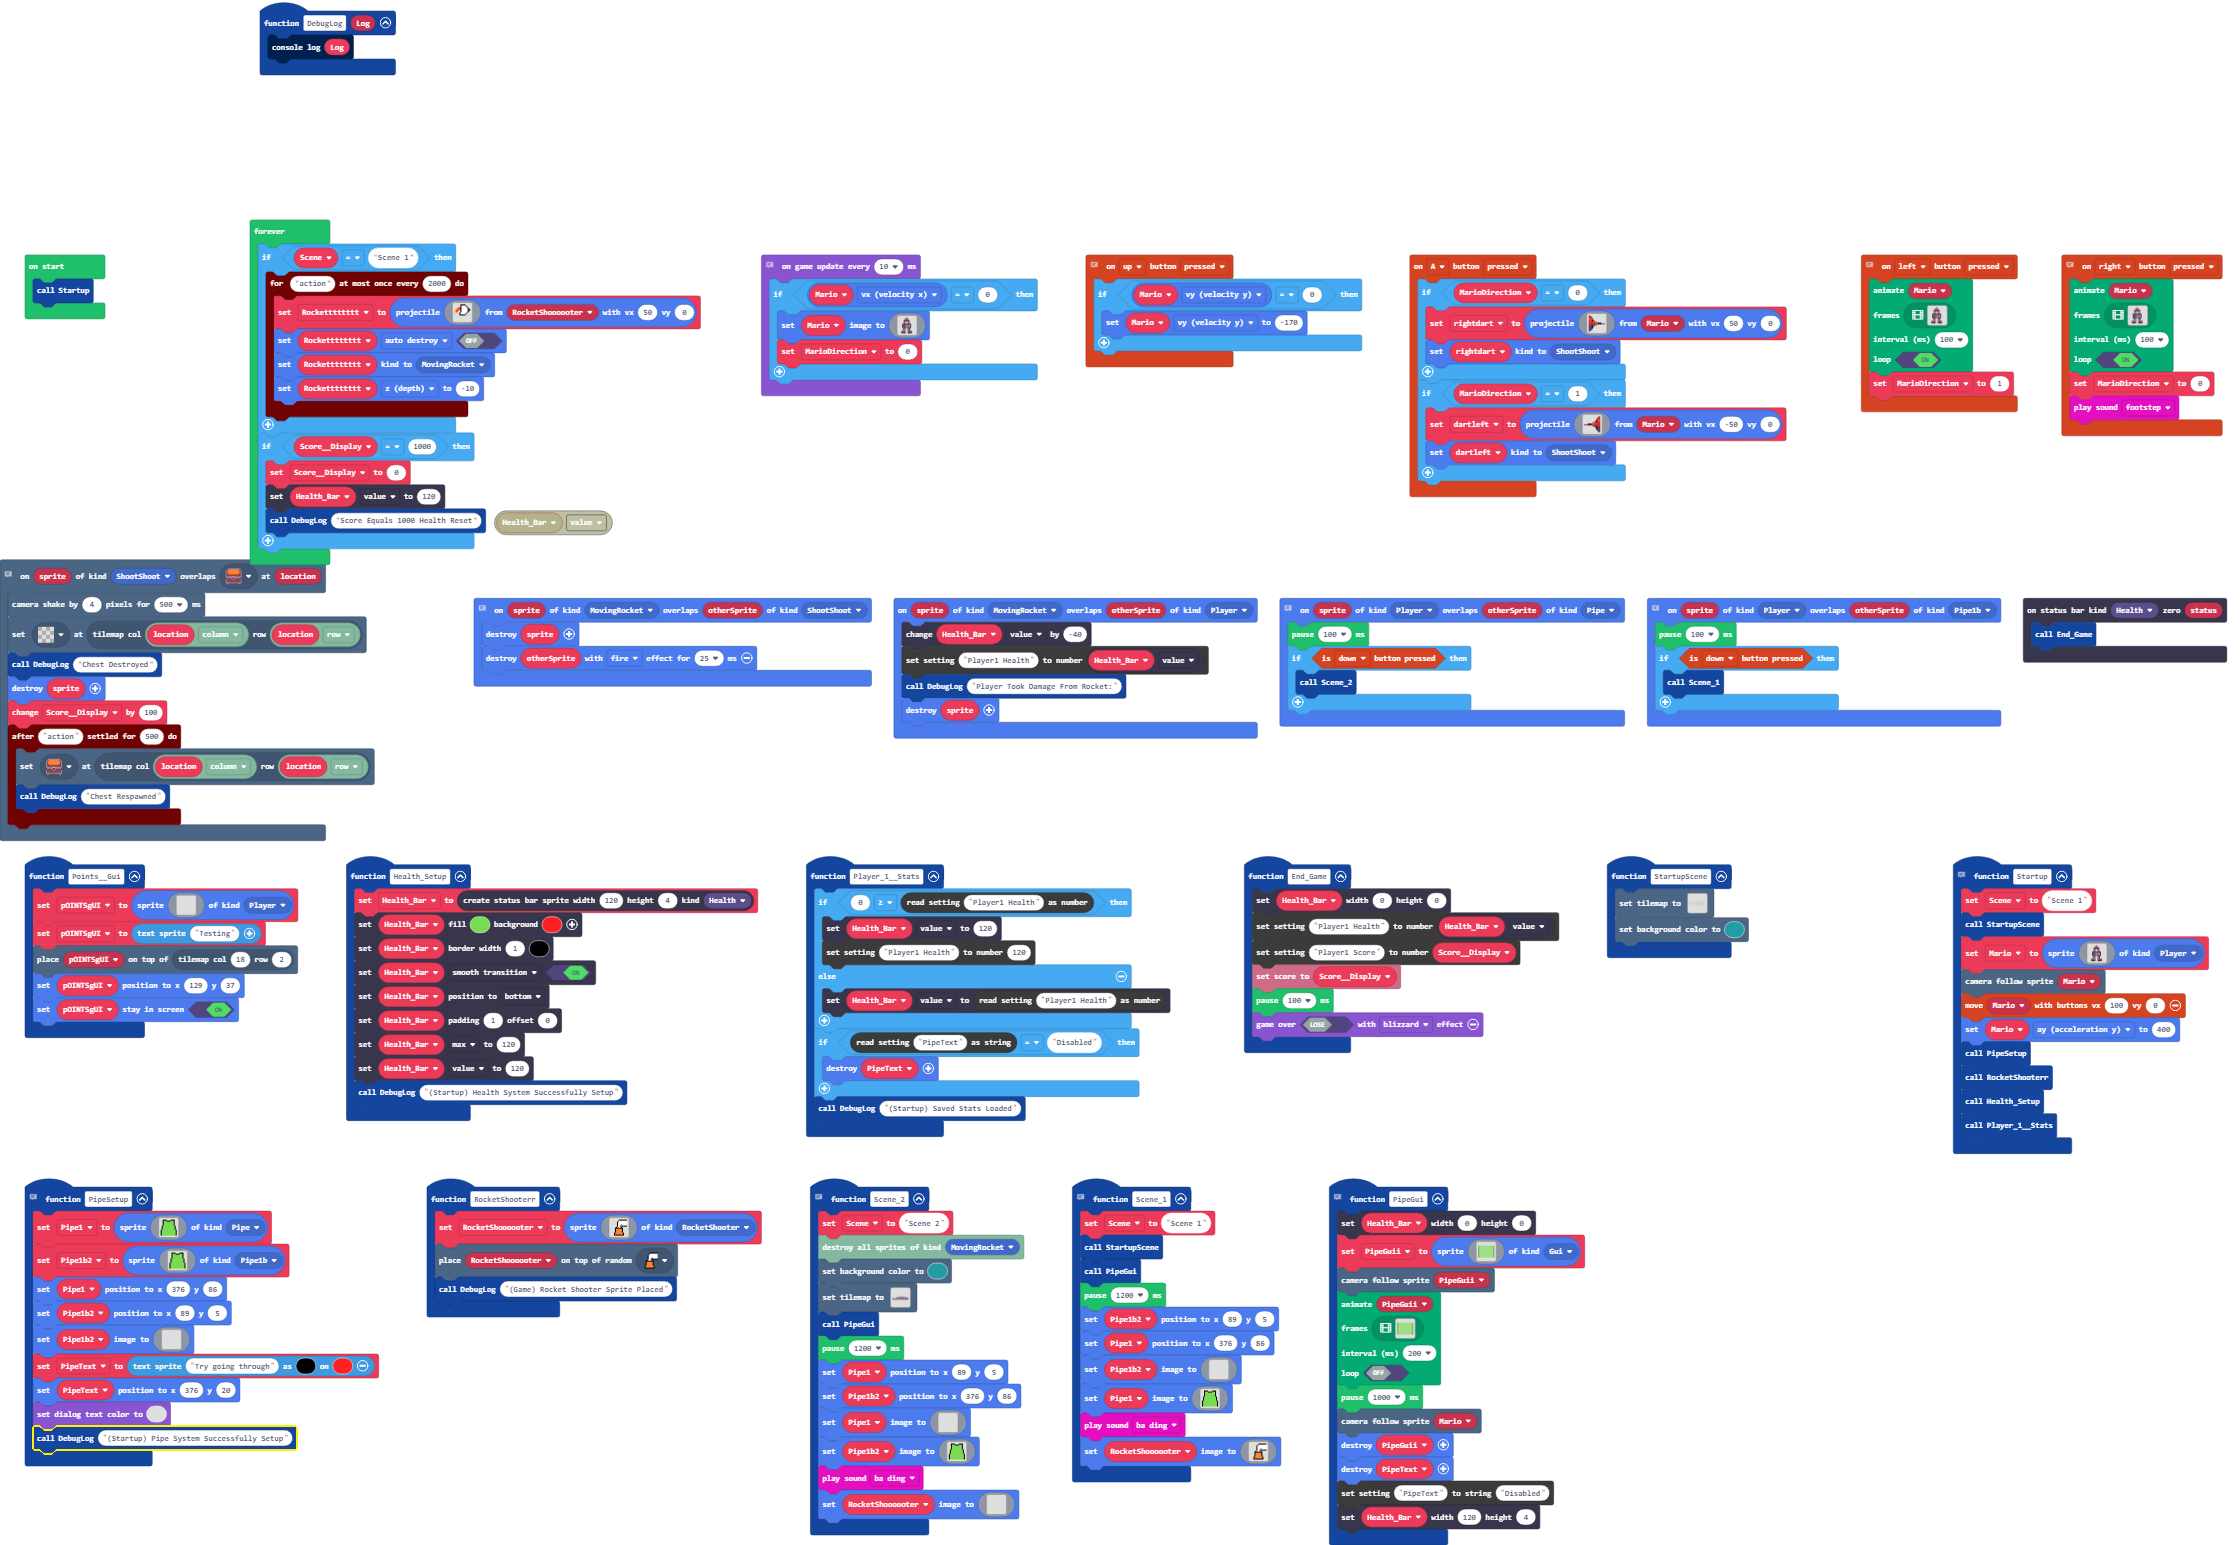 function DebugLog Log
console log Log
on start
call Startup
forever
if Scene = "Scene 1" then
for "action" at most once every 2000 do
set Rocketttttttt to projectile from RocketShoooooter with vx 50 vy 0
set Rocketttttttt auto destroy OFF
set Rocketttttttt kind to MovingRocket
set Rocketttttttt z (depth) to -10
if Score__Display = 1000 then
set Score__Display to 0
set Health_Bar value to 120
call DebugLog "Score Equals 1000 Health Reset"
Health_Bar value
on game update every 10 ms
if Mario vx (velocity x) = 0 then
set Mario image to
set MarioDirection to 0
on up button pressed
if Mario vy (velocity y) = 0 then
set Mario vy (velocity y) to -170
on A button pressed
if MarioDirection = 0 then
set rightdart to projectile from Mario with vx 50 vy 0
set rightdart kind to ShootShoot
if MarioDirection = 1 then
set dartleft to projectile from Mario with vx -50 vy 0
set dartleft kind to ShootShoot
on left button pressed
animate Mario
frames
interval (ms) 100
loop ON
set MarioDirection to 1
on right button pressed
animate Mario
frames
interval (ms) 100
loop ON
set MarioDirection to 0
play sound footstep
on sprite of kind ShootShoot overlaps at location
camera shake by 4 pixels for 500 ms
set at tilemap col location column row location row
call DebugLog "Chest Destroyed"
destroy sprite
change Score__Display by 100
after "action" settled for 500 do
set at tilemap col location column row location row
call DebugLog "Chest Respawned"
on sprite of kind MovingRocket overlaps otherSprite of kind ShootShoot
destroy sprite
destroy otherSprite with fire effect for 25 ms
on sprite of kind MovingRocket overlaps otherSprite of kind Player
change Health_Bar value by -40
set setting "Player1 Health" to number Health_Bar value
call DebugLog "Player Took Damage From Rocket:"
destroy sprite
on sprite of kind Player overlaps otherSprite of kind Pipe
pause 100 ms
if is down button pressed then
call Scene_2
on sprite of kind Player overlaps otherSprite of kind Pipe1b
pause 100 ms
if is down button pressed then
call Scene_1
on status bar kind Health zero status
call End_Game
function Points__Gui
set pOINTSgUI to sprite of kind Player
set pOINTSgUI to text sprite "Testing"
place pOINTSgUI on top of tilemap col 18 row 2
set pOINTSgUI position to x 129 y 37
set pOINTSgUI stay in screen ON
function Health_Setup
set Health_Bar to create status bar sprite width 120 height 4 kind Health
set Health_Bar fill background
set Health_Bar border width 1
set Health_Bar smooth transition ON
set Health_Bar position to bottom
set Health_Bar padding 1 offset 0
set Health_Bar max to 120
set Health_Bar value to 120
call DebugLog "(Startup) Health System Successfully Setup"
function Player_1__Stats
if 0 ≥ read setting "Player1 Health" as number then
set Health_Bar value to 120
set setting "Player1 Health" to number 120
else
set Health_Bar value to read setting "Player1 Health" as number
if read setting "PipeText" as string = "Disabled" then
destroy PipeText
call DebugLog "(Startup) Saved Stats Loaded"
function End_Game
set Health_Bar width 0 height 0
set setting "Player1 Health" to number Health_Bar value
set setting "Player1 Score" to number Score__Display
set score to Score__Display
pause 100 ms
game over LOSE with blizzard effect
function StartupScene
set tilemap to
set background color to
function Startup
set Scene to "Scene 1"
call StartupScene
set Mario to sprite of kind Player
camera follow sprite Mario
move Mario with buttons vx 100 vy 0
set Mario ay (acceleration y) to 400
call PipeSetup
call RocketShooterr
call Health_Setup
call Player_1__Stats
function PipeSetup
set Pipe1 to sprite of kind Pipe
set Pipe1b2 to sprite of kind Pipe1b
set Pipe1 position to x 376 y 86
set Pipe1b2 position to x 89 y 5
set Pipe1b2 image to
set PipeText to text sprite "Try going through" as on
set PipeText position to x 376 y 20
set dialog text color to
call DebugLog "(Startup) Pipe System Successfully Setup"
function RocketShooterr
set RocketShoooooter to sprite of kind RocketShooter
place RocketShoooooter on top of random
call DebugLog "(Game) Rocket Shooter Sprite Placed"
function Scene_2
set Scene to "Scene 2"
destroy all sprites of kind MovingRocket
set background color to
set tilemap to
call PipeGui
pause 1200 ms
set Pipe1 position to x 89 y 5
set Pipe1b2 position to x 376 y 86
set Pipe1 image to
set Pipe1b2 image to
play sound ba ding
set RocketShoooooter image to
function Scene_1
set Scene to "Scene 1"
call StartupScene
call PipeGui
pause 1200 ms
set Pipe1b2 position to x 89 y 5
set Pipe1 position to x 376 y 86
set Pipe1b2 image to
set Pipe1 image to
play sound ba ding
set RocketShoooooter image to
function PipeGui
set Health_Bar width 0 height 0
set PipeGuii to sprite of kind Gui
camera follow sprite PipeGuii
animate PipeGuii
frames
interval (ms) 200
loop OFF
pause 1000 ms
camera follow sprite Mario
destroy PipeGuii
destroy PipeText
set setting "PipeText" to string "Disabled"
set Health_Bar width 120 height 4